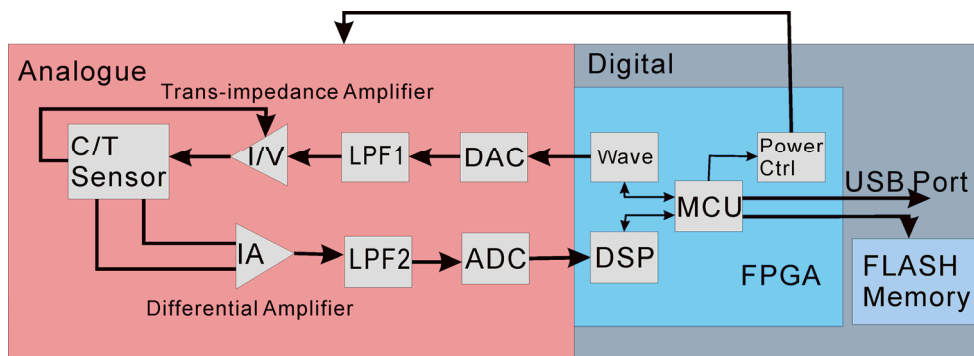 Analogue
Digital
Trans-impedance Amplifier
C/T
Sensor
I/V
LPF1
DAC
Wave
Power
Ctrl
USB Port
MCU
IA
LPF2
ADC
DSP
FPGA
FLASH
Memory
Differential Amplifier